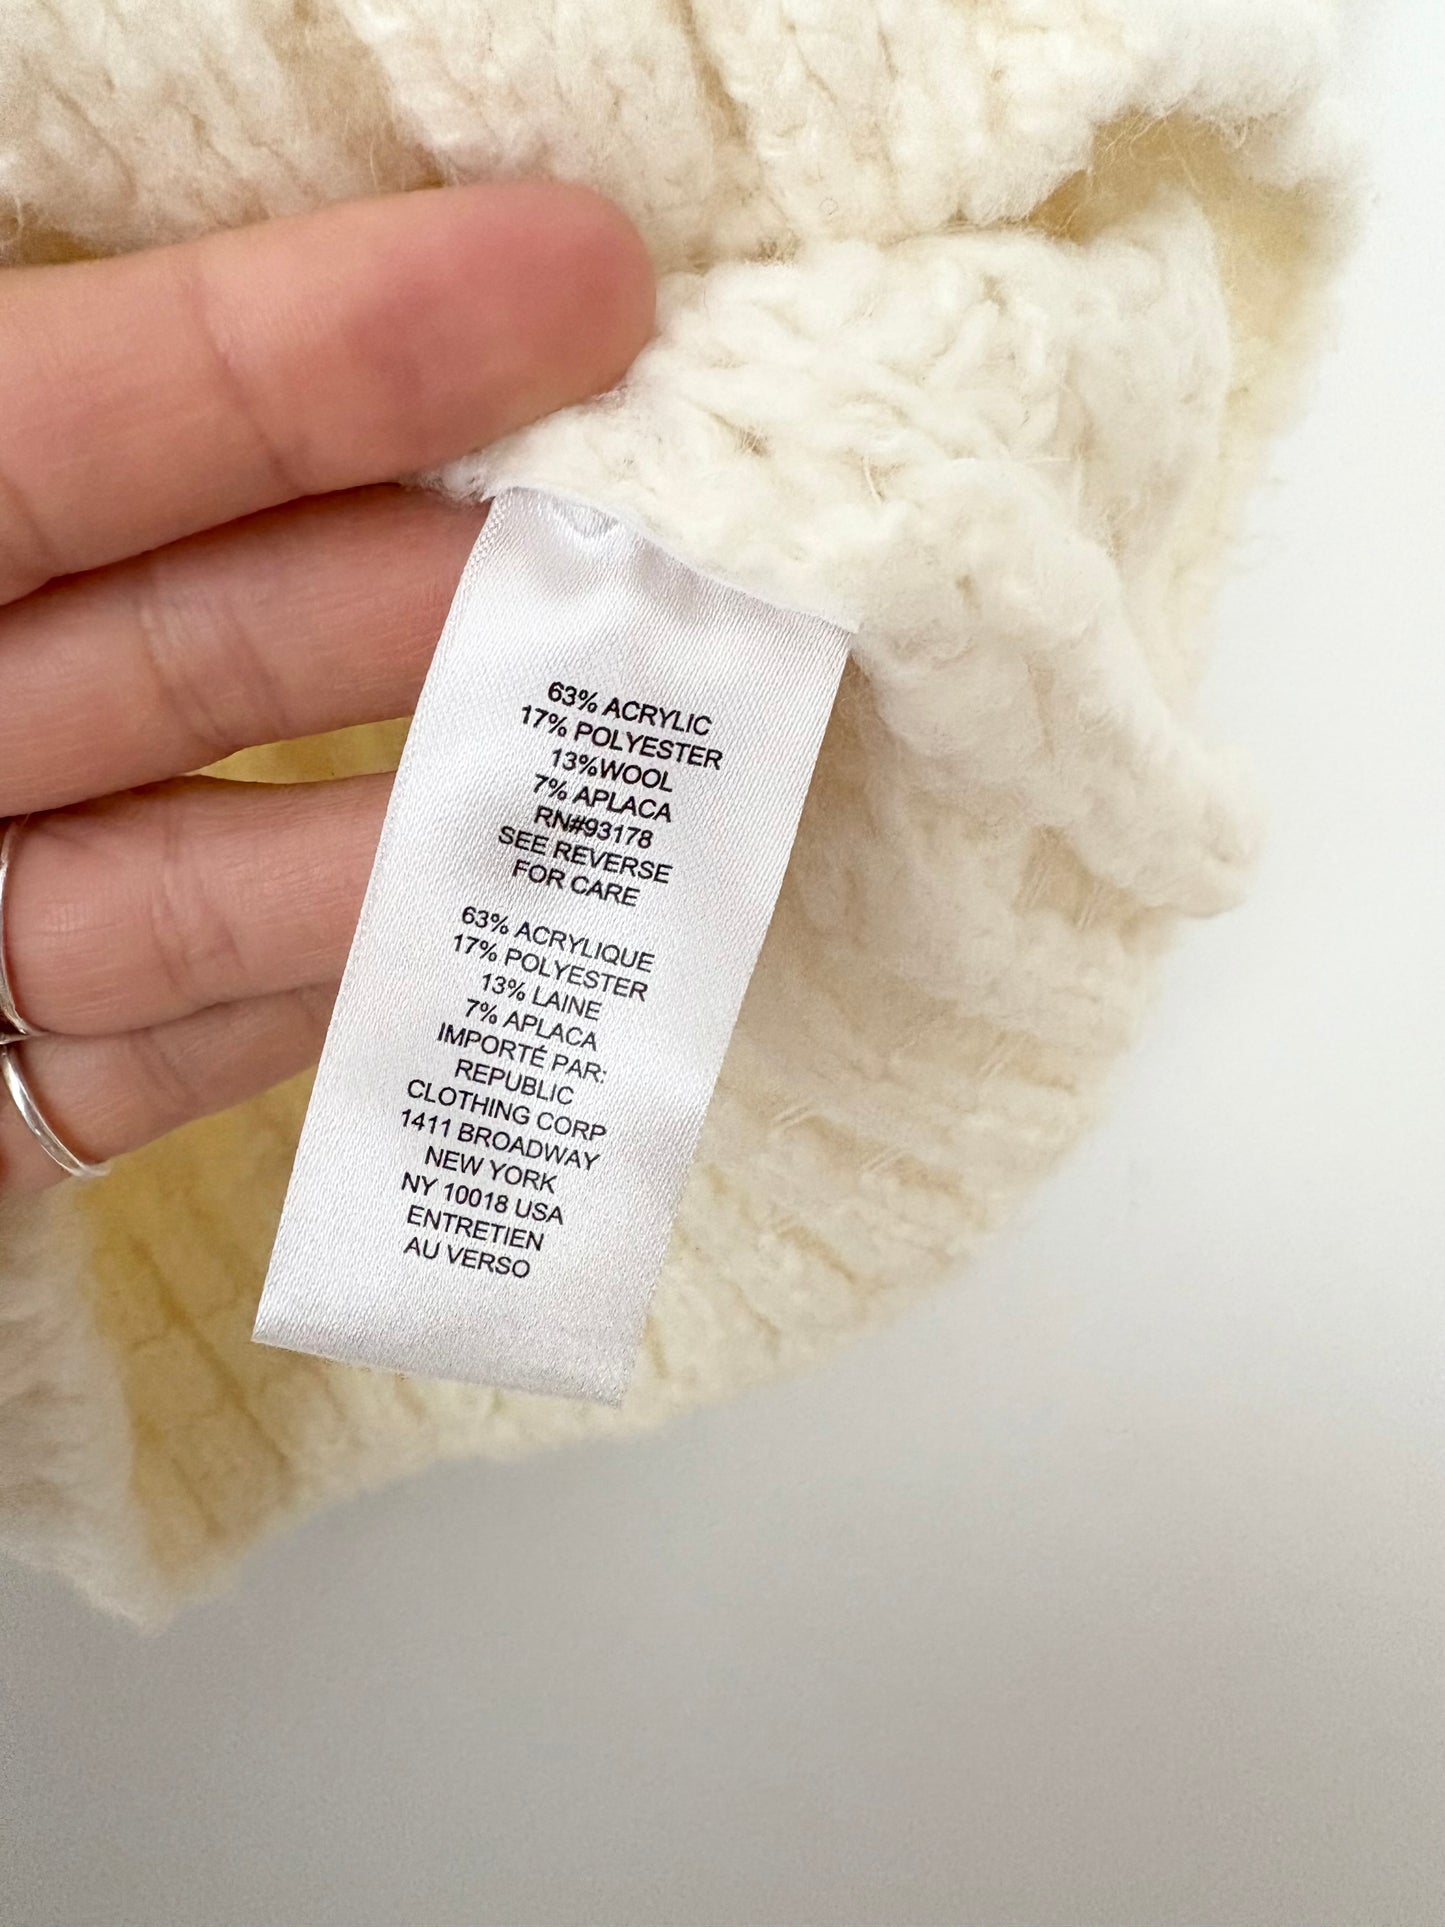 63% ACRYLIC
17% POLYESTER
13%WOOL
7% APLACA
RN#93178
SEE REVERSE
FOR CARE
63% ACRYLIQUE
17% POLYESTER
13% LAINE
7% APLACA
IMPORTÉ PAR:
REPUBLIC
CLOTHING CORP
1411 BROADWAY
NEW YORK
NY 10018 USA
ENTRETIEN
AU VERSO